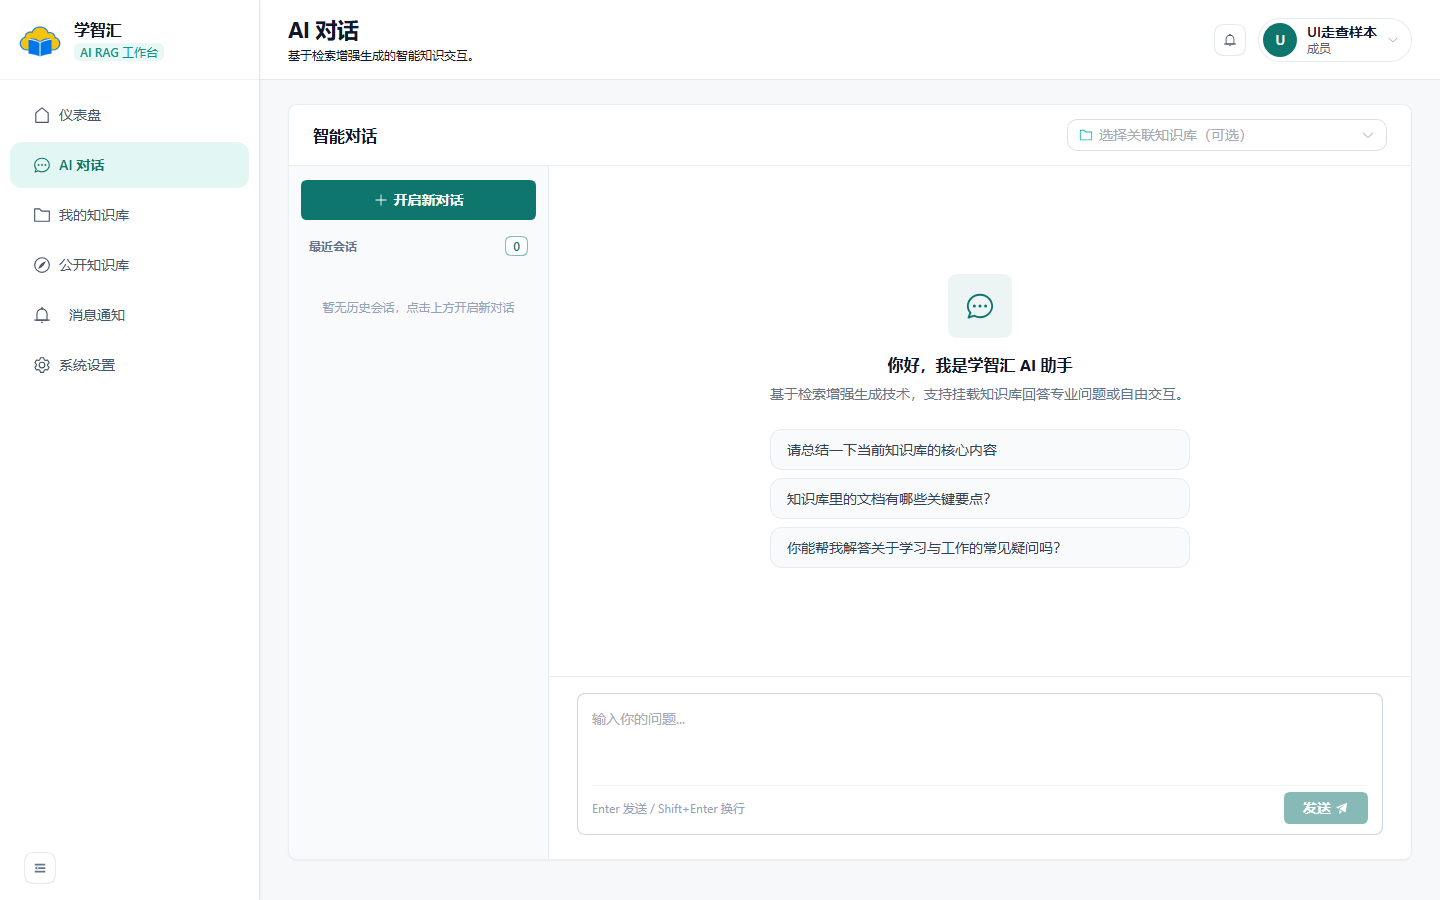 学智汇
AI RAG 工作台
AI 对话
基于检索增强生成的智能知识交互。
U
UI走查样本
成员
仪表盘
AI 对话
我的知识库
公开知识库
消息通知
系统设置
智能对话
选择关联知识库（可选）
开启新对话
最近会话
0
暂无历史会话，点击上方开启新对话
你好，我是学智汇 AI 助手
基于检索增强生成技术，支持挂载知识库回答专业问题或自由交互。
请总结一下当前知识库的核心内容
知识库里的文档有哪些关键要点？
你能帮我解答关于学习与工作的常见疑问吗？
输入你的问题...
Enter 发送 / Shift+Enter 换行
发送